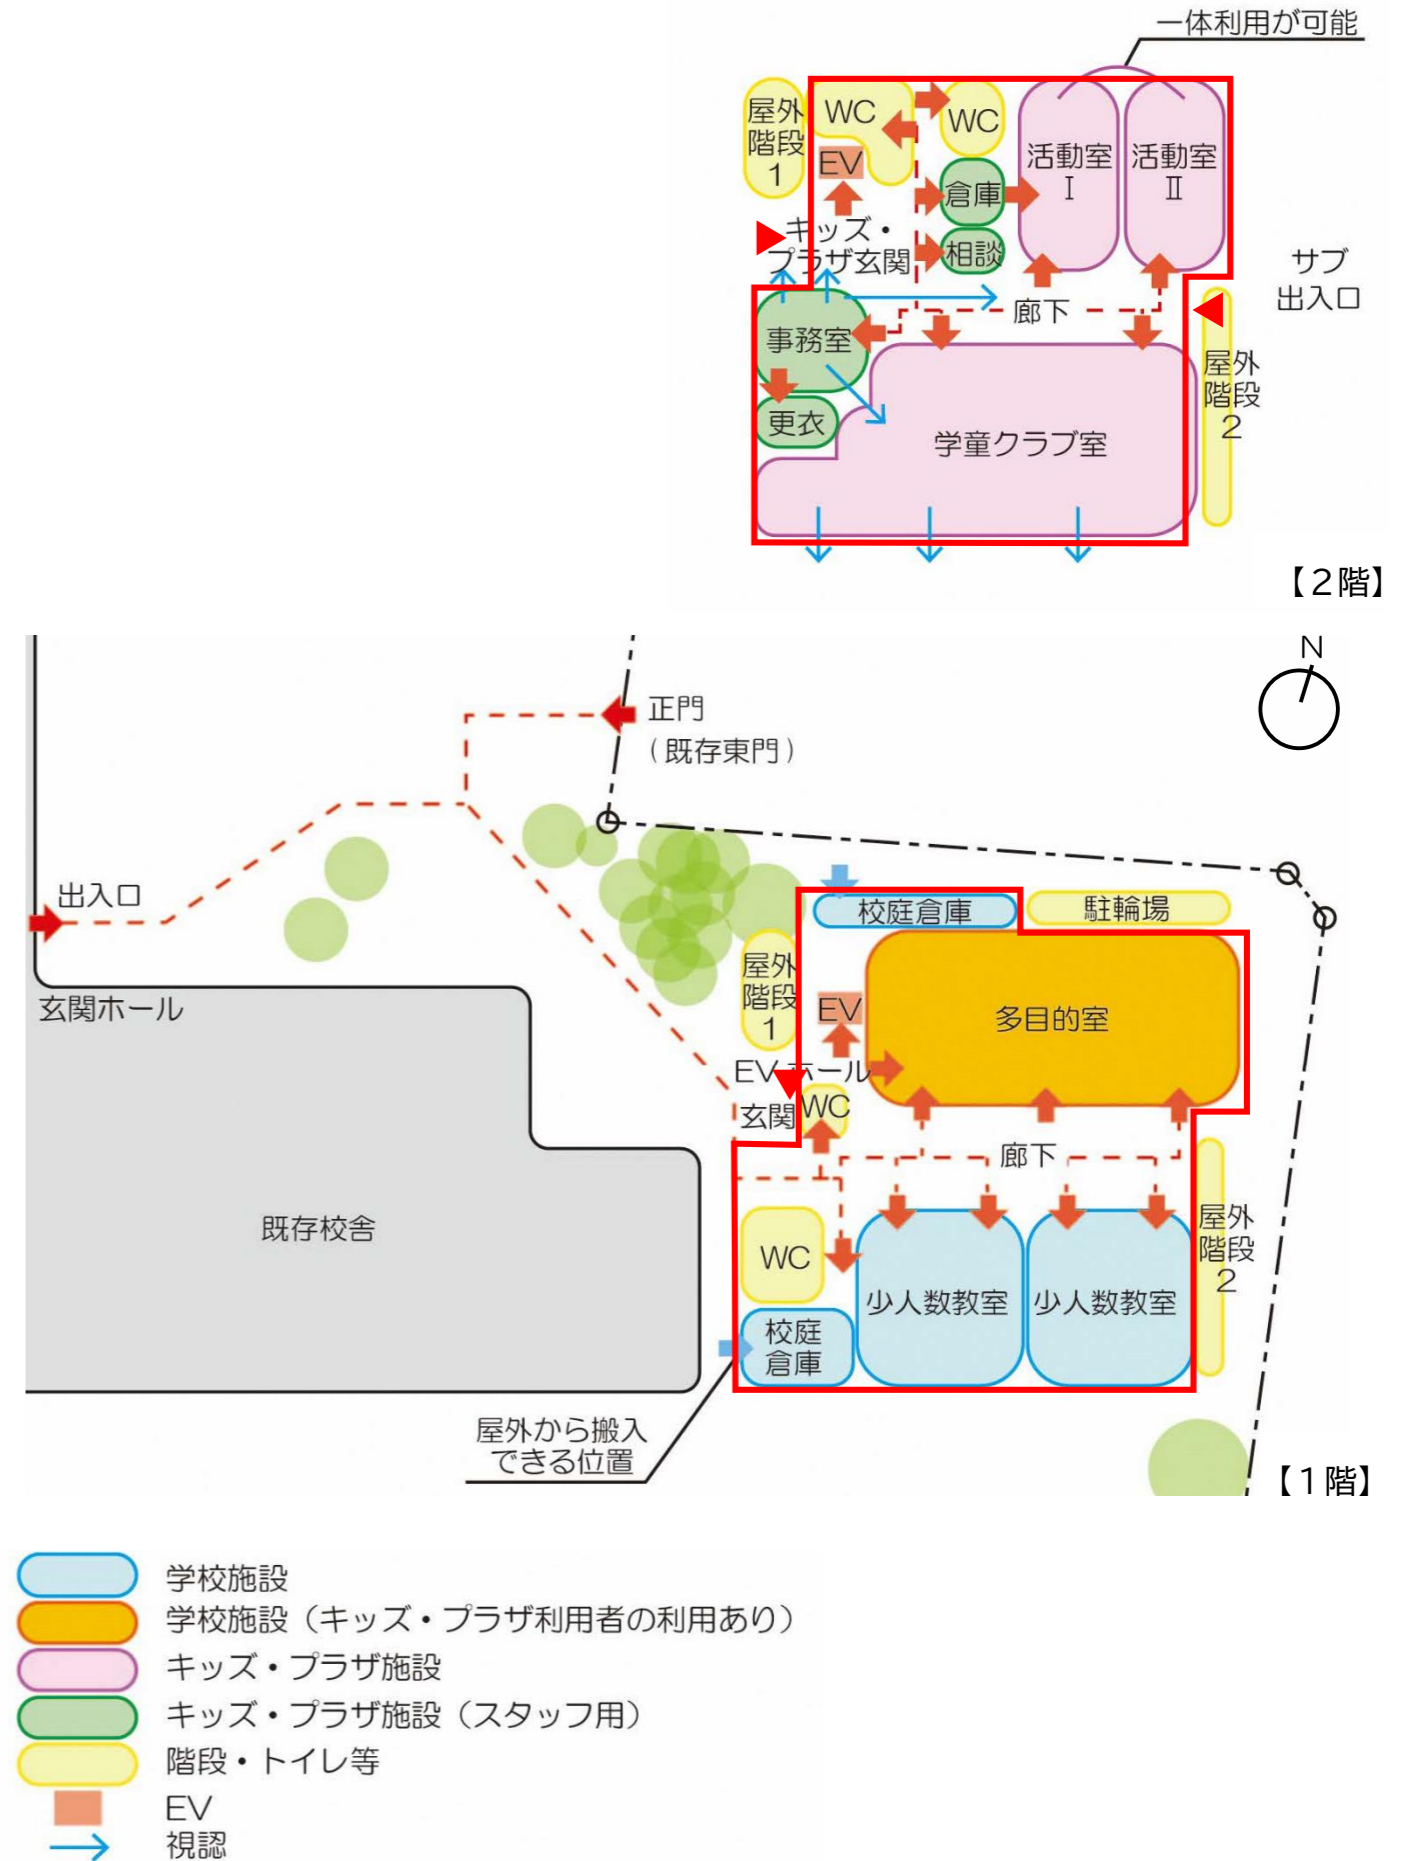 一体利用が可能
屋外
階段
1
WC
WC
EV
活動室
Ⅰ
活動室
Ⅱ
倉庫
相談
キッズ・
プラザ玄関
サブ
出入口
廊下
事務室
更衣
学童クラブ室
屋外
階段
2
【2階】
N
正門
(既存東門)
出入口
玄関ホール
校庭倉庫
駐輪場
屋外
階段
1
EV
多目的室
EVホール
玄関
WC
廊下
既存校舎
WC
少人数教室
少人数教室
屋外
階段
2
校庭
倉庫
屋外から搬入
できる位置
【1階】
学校施設
学校施設(キッズ・プラザ利用者の利用あり)
キッズ・プラザ施設
キッズ・プラザ施設(スタッフ用)
階段・トイレ等
EV
視認